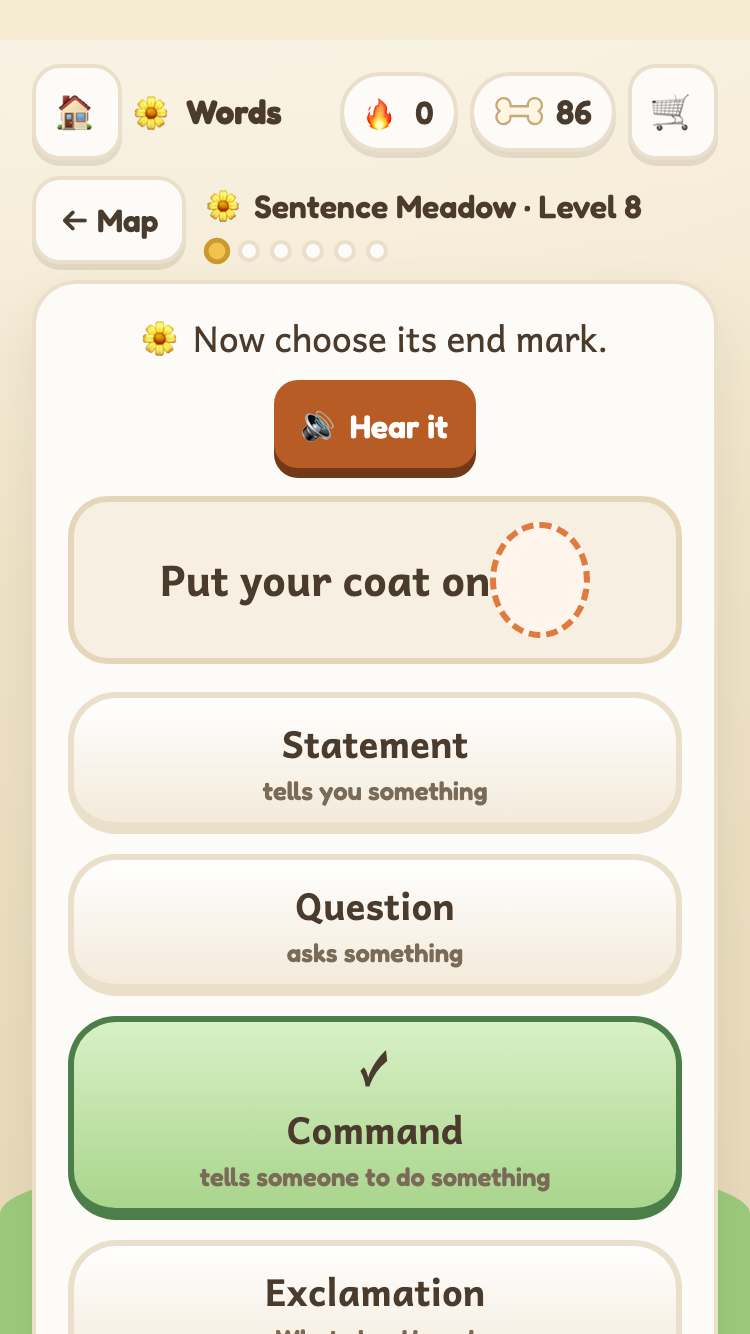 Words
0
86
← Map
Sentence Meadow · Level 8
Now choose its end mark.
Hear it
Put your coat on
Statement
tells you something
Question
asks something
✓
Command
tells someone to do something
Exclamation